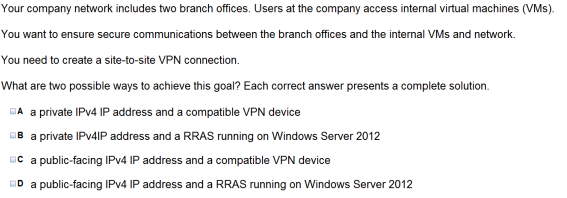 Your company network includes two branch offices. Users at the company access internal virtual machines (VMs).
You want to ensure secure communications between the branch offices and the internal VMs and network.
You need to create a site-to-site VPN connection.
What are two possible ways to achieve this goal? Each correct answer presents a complete solution.
A a private IPv4 IP address and a compatible VPN device
B a private IPv4IP address and a RRAS running on Windows Server 2012
C a public-facing IPv4 IP address and a compatible VPN device
D a public-facing IPv4 IP address and a RRAS running on Windows Server 2012